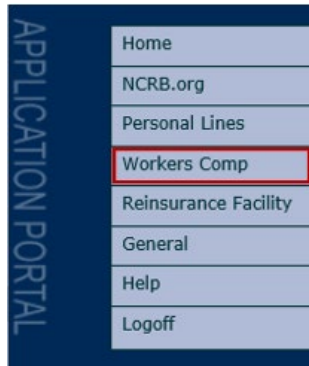 APPLICATION PORTAL
Home
NCRB.org
Personal Lines
Workers Comp
Reinsurance Facility
General
Help
Logoff